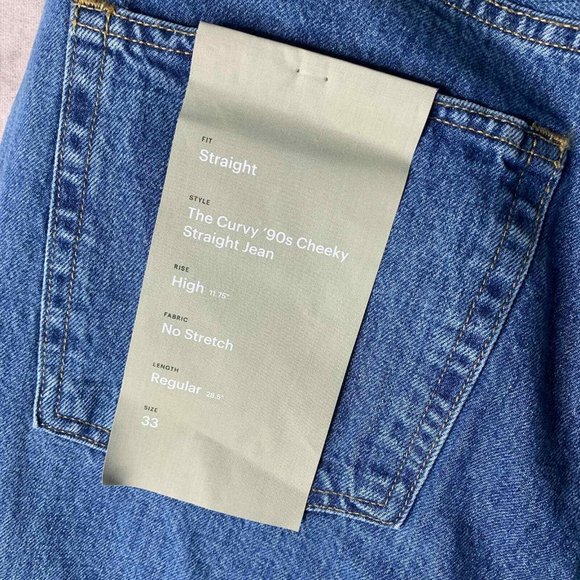 FIT
Straight
STYLE
The Curvy ‘90s Cheeky
Straight Jean
RISE
High 11.75"
FABRIC
No Stretch
LENGTH
Regular 28.5"
SIZE
33